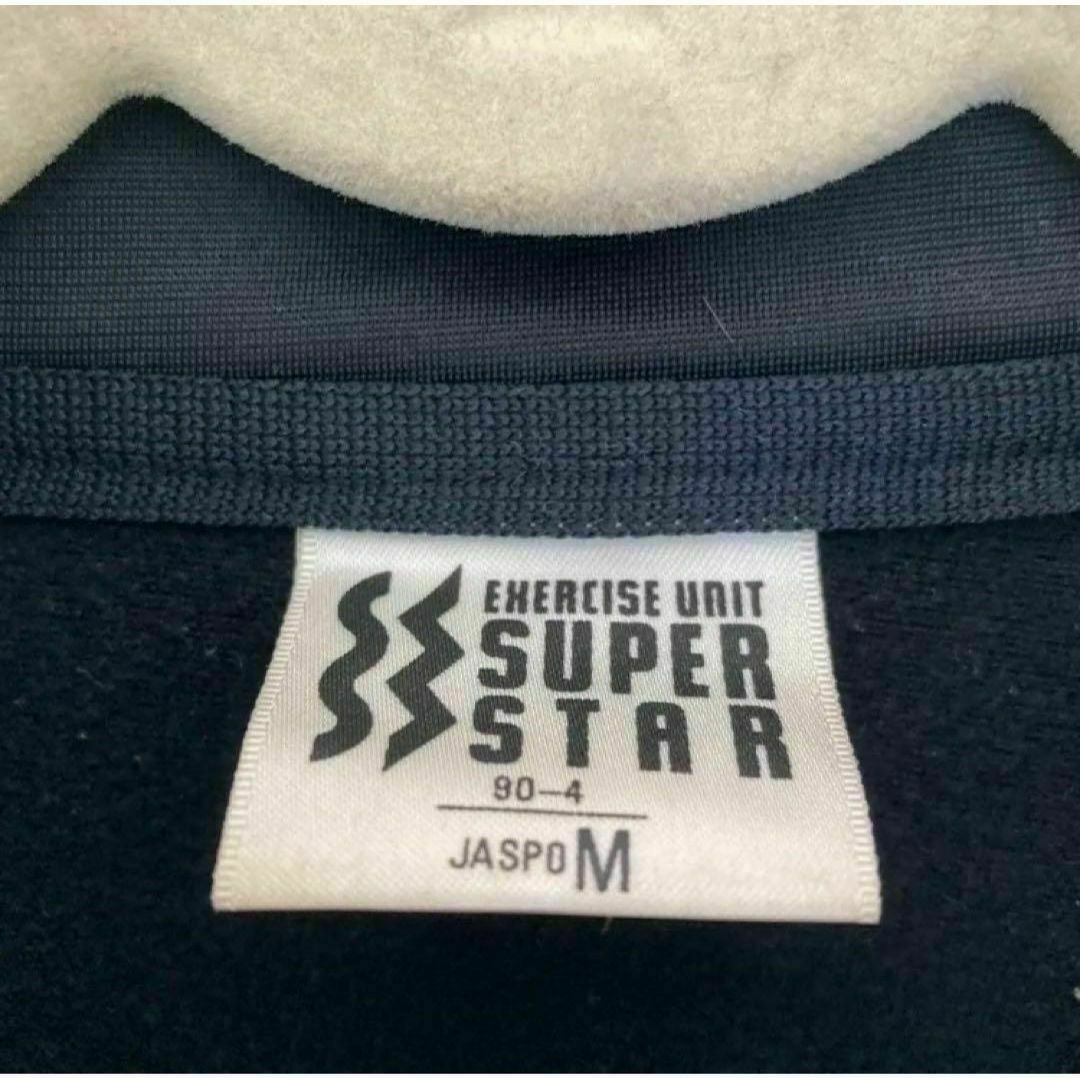 EXERCISE UNIT
SUPER
STAR
90-4
JASPO M